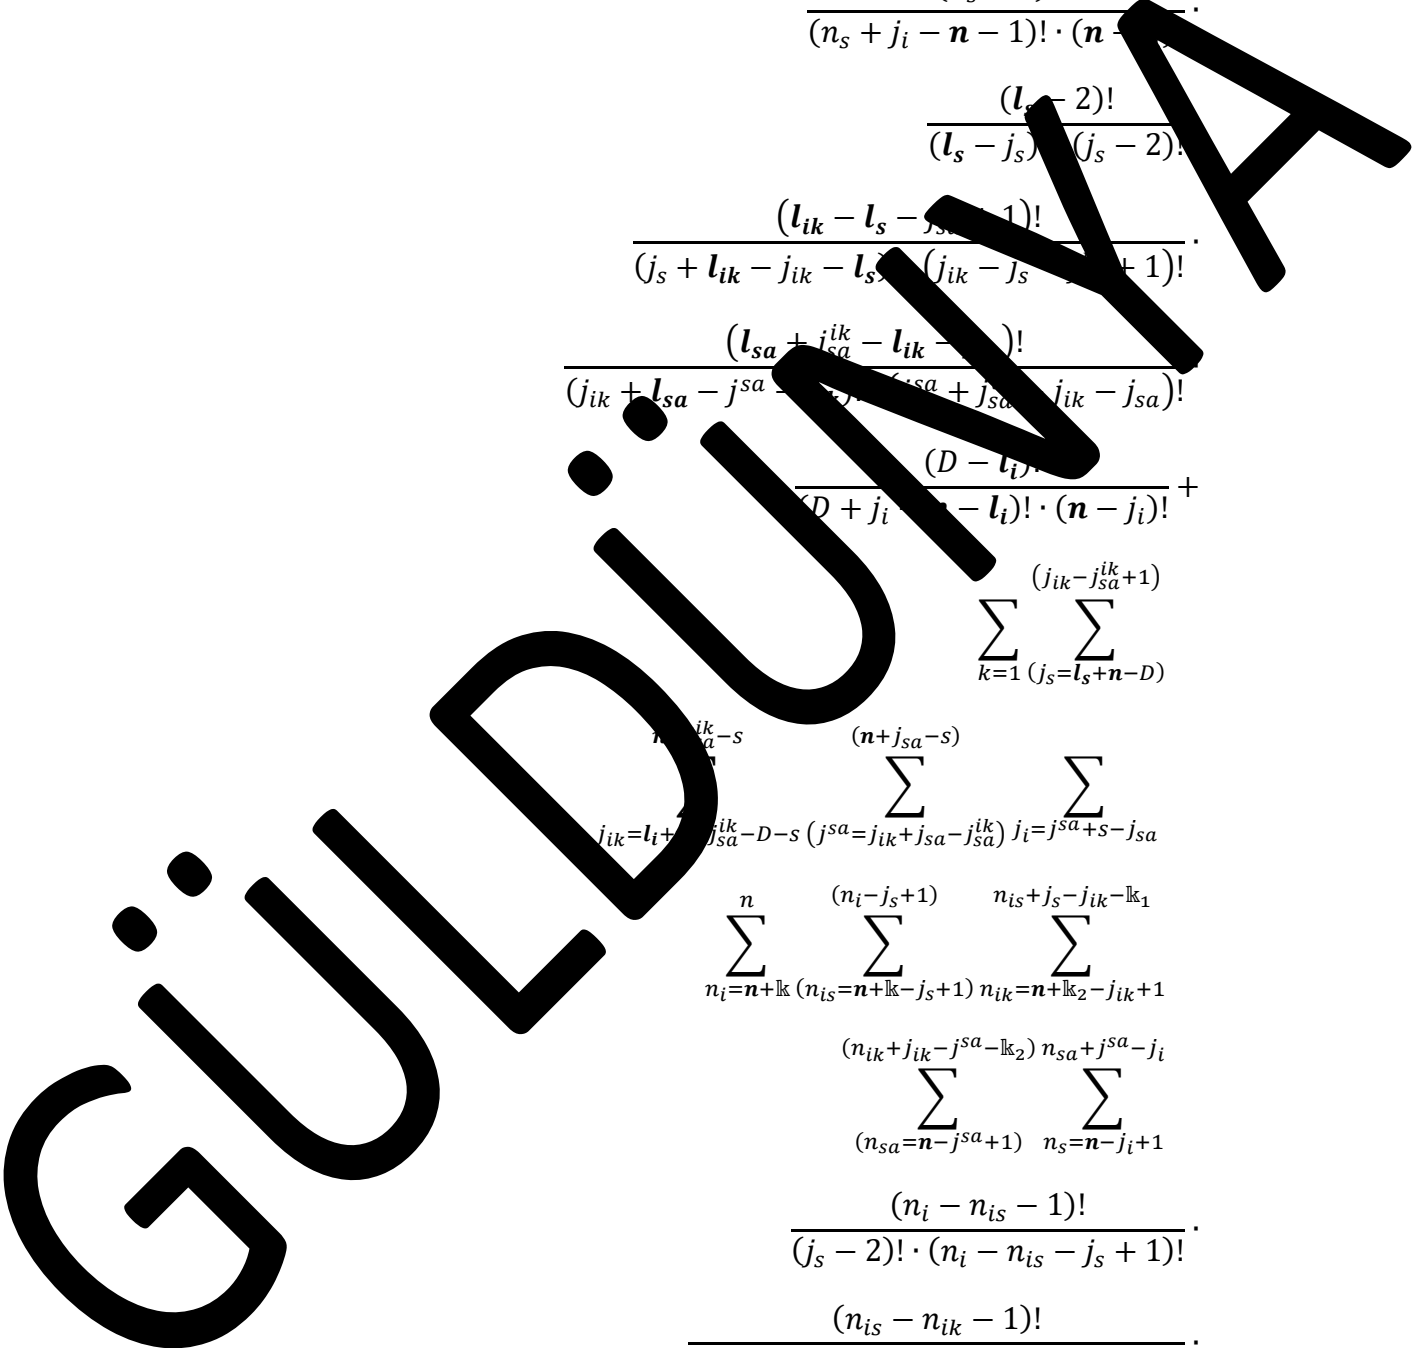 (n_s + j_i − n − 1)! · (n −
(l_s − 2)!
(l_s − j_s) (j_s − 2)!
(l_ik − l_s − 1)!
(j_s + l_ik − j_ik − l_s) (j_ik − j_s + 1)! ·
(l_sa + j_sa^ik − l_ik − )!
(j_ik + l_sa − j^sa − )! (j^sa + j_sa j_ik − j_sa)!
(D − l_i)!
(D + j_i − l_i)! · (n − j_i)! +
(j_ik−j_sa^ik+1)
∑ ∑
k=1 (j_s=l_s+n−D)
−s (n+j_sa−s)
∑ ∑
j_ik=l_i+ j_sa^ik−D−s (j^sa=j_ik+j_sa−j_sa^ik) j_i=j^sa+s−j_sa
n (n_i−j_s+1) n_is+j_s−j_ik−𝕜_1
∑ ∑ ∑
n_i=n+𝕜 (n_is=n+𝕜−j_s+1) n_ik=n+𝕜_2−j_ik+1
(n_ik+j_ik−j^sa−𝕜_2) n_sa+j^sa−j_i
∑ ∑
(n_sa=n−j^sa+1) n_s=n−j_i+1
(n_i − n_is − 1)!
(j_s − 2)! · (n_i − n_is − j_s + 1)! ·
(n_is − n_ik − 1)!
·
GÜLDÜNYA